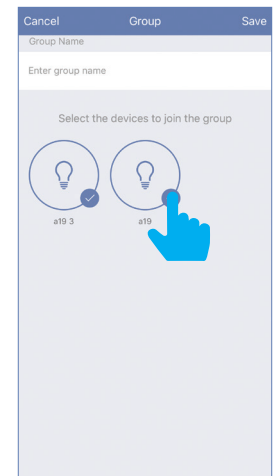 Cancel Group Save
Group Name
Enter group name
Select the devices to join the group
a19 3 a19